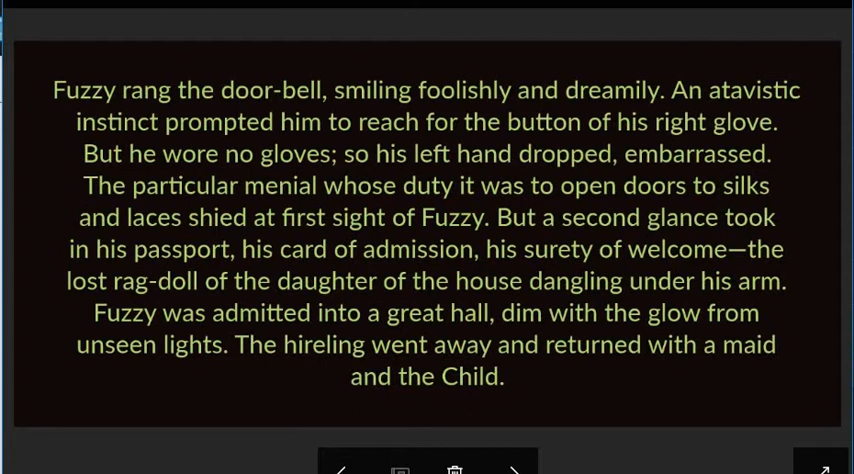 Fuzzy rang the door-bell, smiling foolishly and dreamily. An atavistic
instinct prompted him to reach for the button of his right glove.
But he wore no gloves; so his left hand dropped, embarrassed.
The particular menial whose duty it was to open doors to silks
and laces shied at first sight of Fuzzy. But a second glance took
in his passport, his card of admission, his surety of welcome—the
lost rag-doll of the daughter of the house dangling under his arm.
Fuzzy was admitted into a great hall, dim with the glow from
unseen lights. The hireling went away and returned with a maid
and the Child.